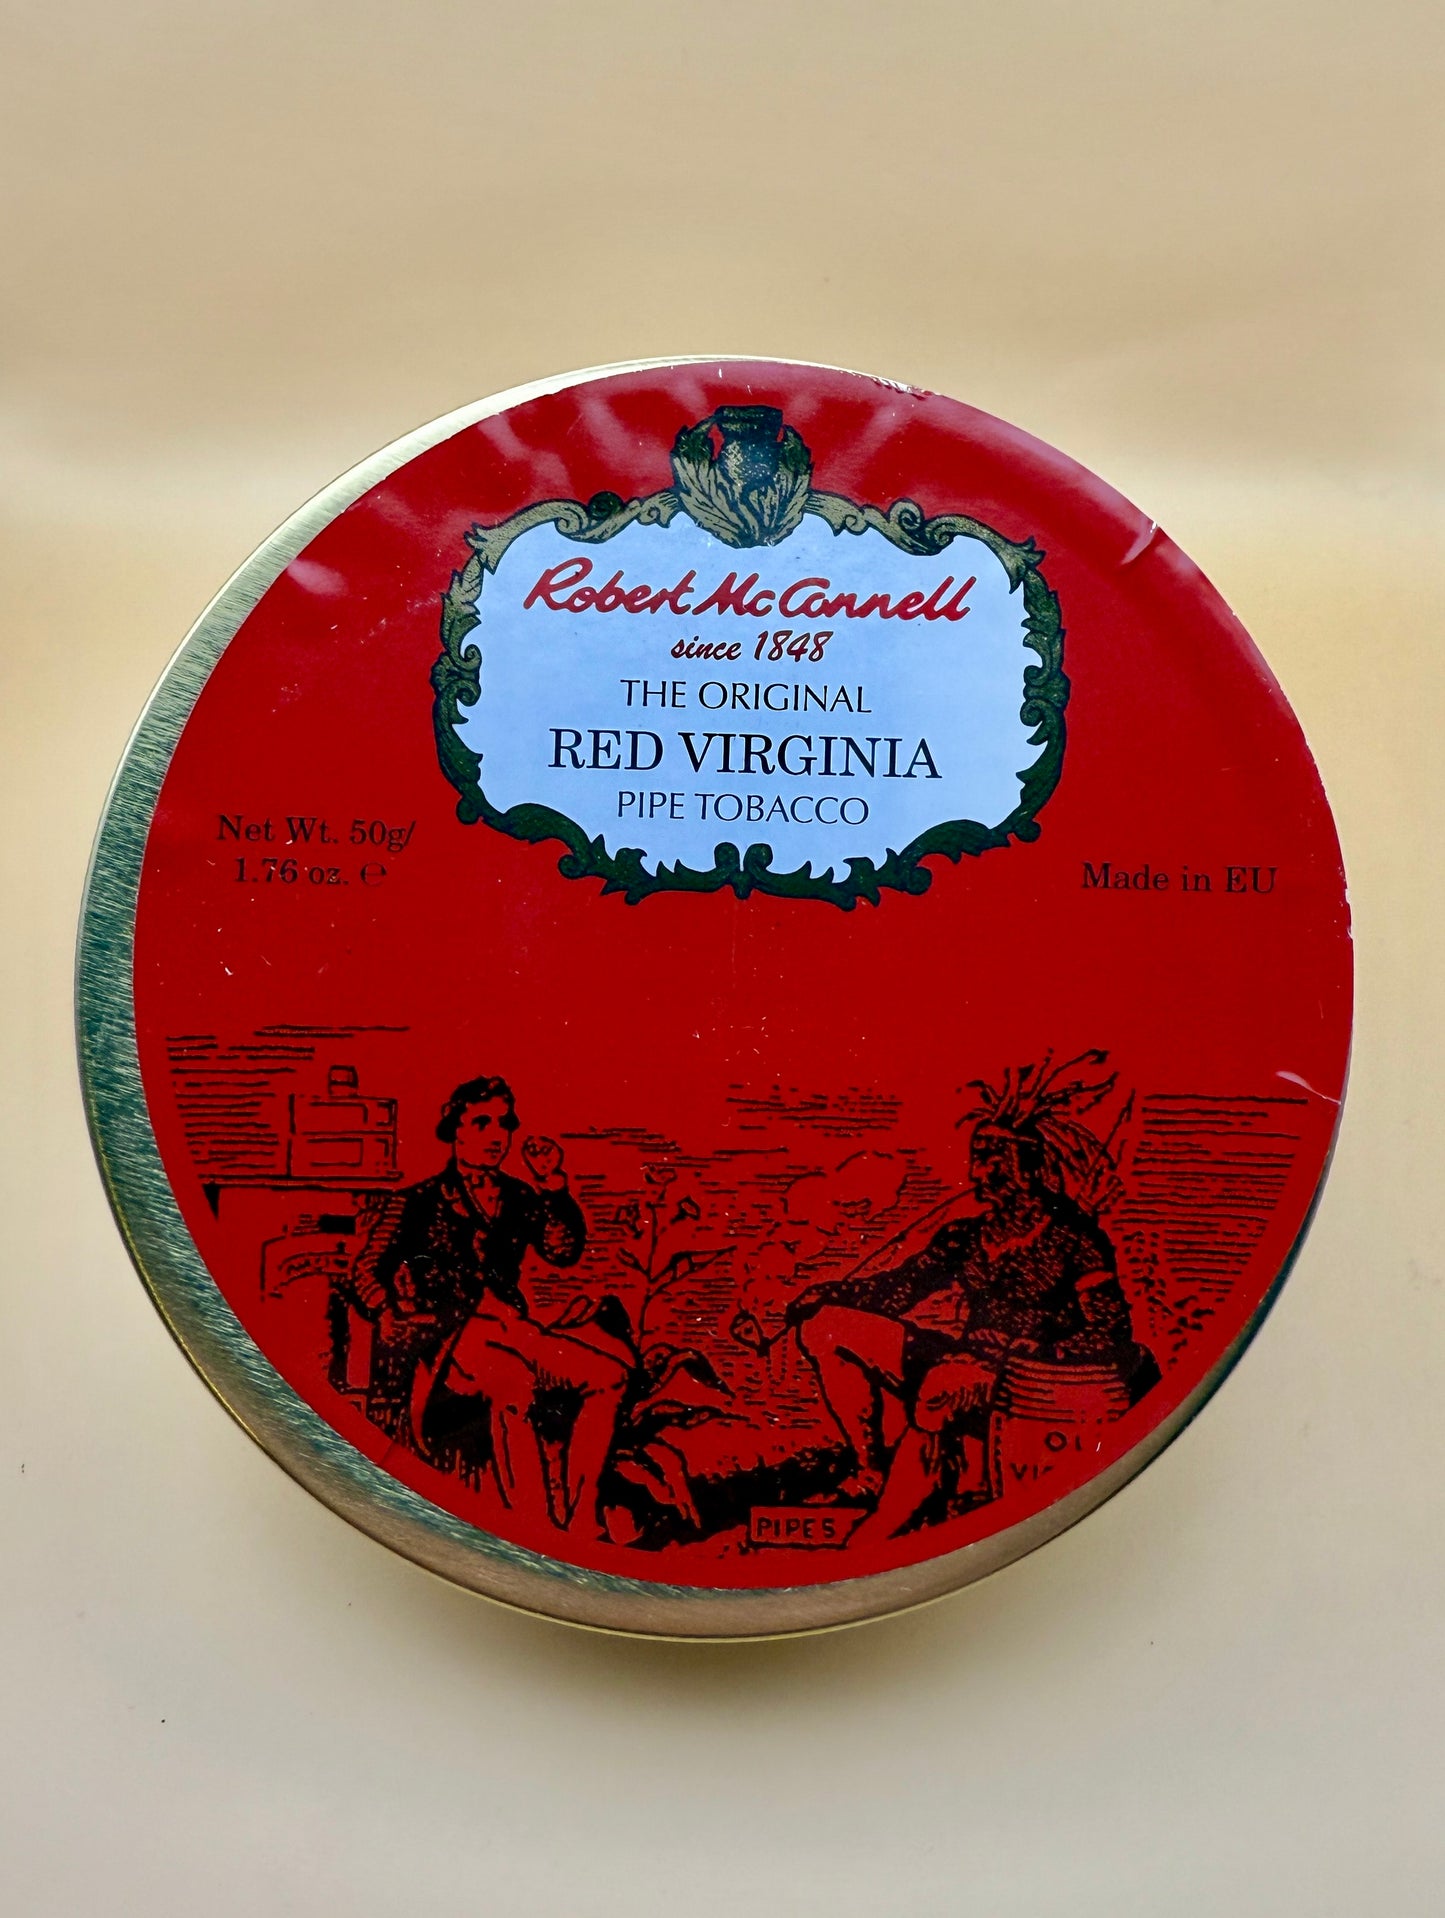 Robert McConnell
since 1848
THE ORIGINAL
RED VIRGINIA
PIPE TOBACCO
Net Wt. 50g/
1.76 oz. ℮
Made in EU
PIPES